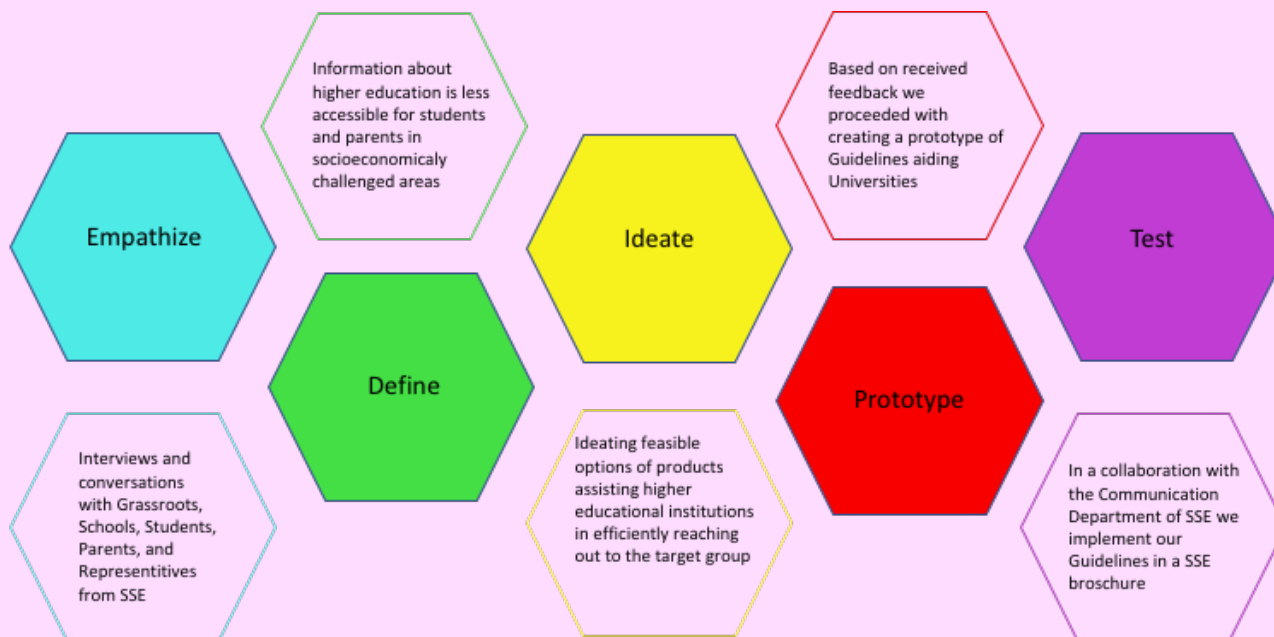 Empathize
Interviews and
conversations
with Grassroots,
Schools, Students,
Parents, and
Representitives
from SSE
Information about
higher education is less
accessible for students
and parents in
socioeconomicaly
challenged areas
Define
Ideate
Ideating feasible
options of products
assisting higher
educational institutions
in efficiently reaching
out to the target group
Based on received
feedback we
proceeded with
creating a prototype of
Guidelines aiding
Universities
Prototype
Test
In a collaboration with
the Communication
Department of SSE we
implement our
Guidelines in a SSE
broschure